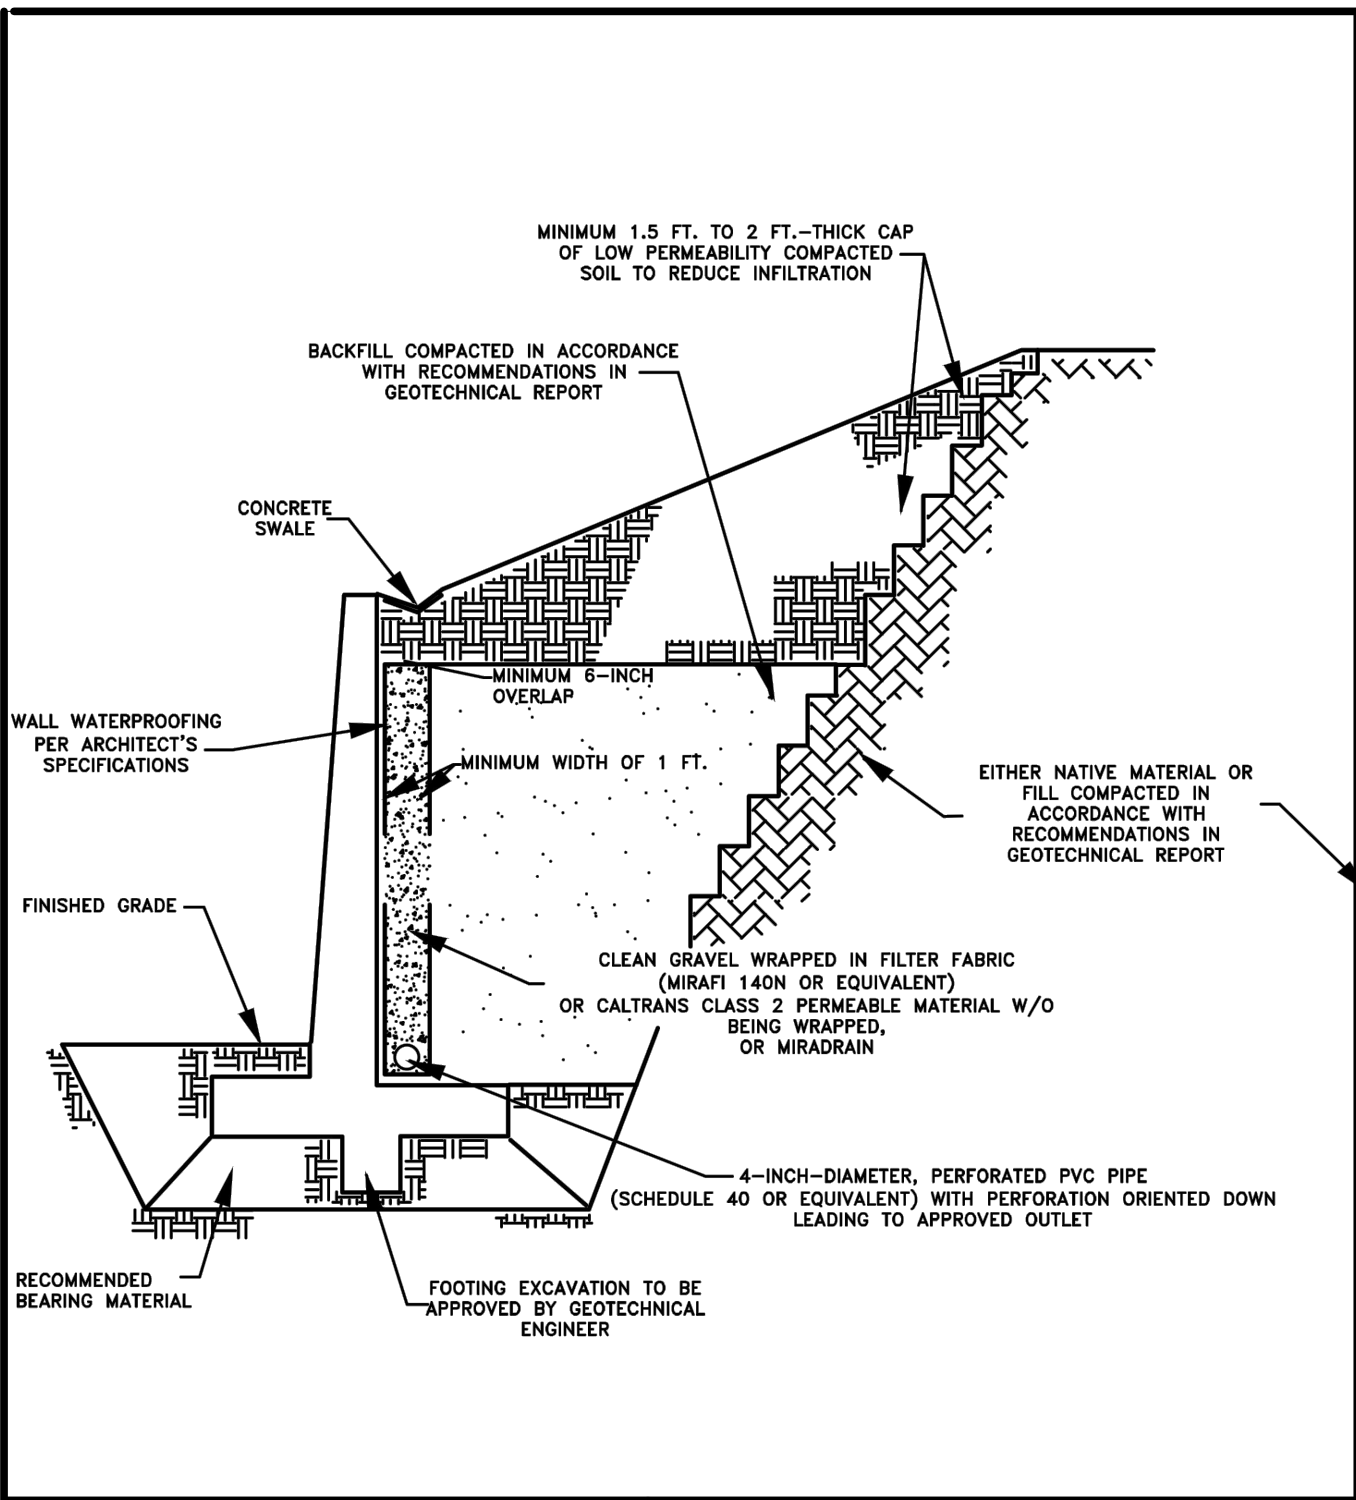 MINIMUM 1.5 FT. TO 2 FT.-THICK CAP
OF LOW PERMEABILITY COMPACTED
SOIL TO REDUCE INFILTRATION
BACKFILL COMPACTED IN ACCORDANCE
WITH RECOMMENDATIONS IN
GEOTECHNICAL REPORT
CONCRETE
SWALE
MINIMUM 6-INCH
OVERLAP
WALL WATERPROOFING
PER ARCHITECT'S
SPECIFICATIONS
MINIMUM WIDTH OF 1 FT.
EITHER NATIVE MATERIAL OR
FILL COMPACTED IN
ACCORDANCE WITH
RECOMMENDATIONS IN
GEOTECHNICAL REPORT
FINISHED GRADE
CLEAN GRAVEL WRAPPED IN FILTER FABRIC
(MIRAFI 140N OR EQUIVALENT)
OR CALTRANS CLASS 2 PERMEABLE MATERIAL W/O
BEING WRAPPED,
OR MIRADRAIN
4-INCH-DIAMETER, PERFORATED PVC PIPE
(SCHEDULE 40 OR EQUIVALENT) WITH PERFORATION ORIENTED DOWN
LEADING TO APPROVED OUTLET
RECOMMENDED
BEARING MATERIAL
FOOTING EXCAVATION TO BE
APPROVED BY GEOTECHNICAL
ENGINEER